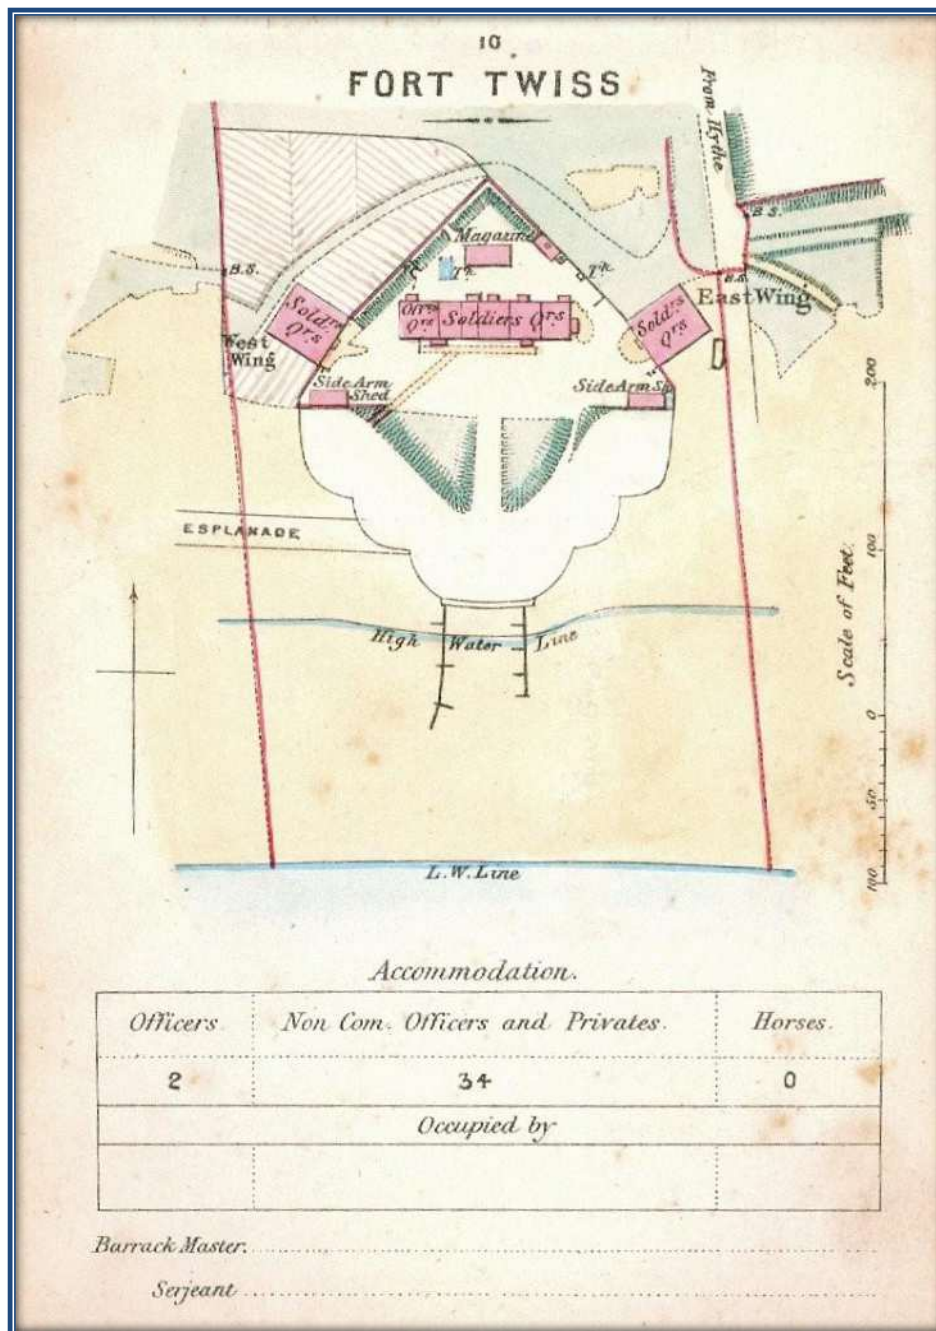 10
FORT TWISS
From Hythe
B.S.
Magazine
B.S.
Tk
Tk
B.S.
East Wing
Soldrs
Qrs
Offrs
Qrs
Soldiers Qrs
Soldrs
Qrs
West
Wing
Side Arm
Shed
Side Arm
200
ESPLANADE
100
Scale of Feet.
High Water Line
0
50
100
L.W. Line
Accommodation.
Officers. Non Com. Officers and Privates. Horses.
2 34 0
Occupied by
Barrack Master.
Serjeant